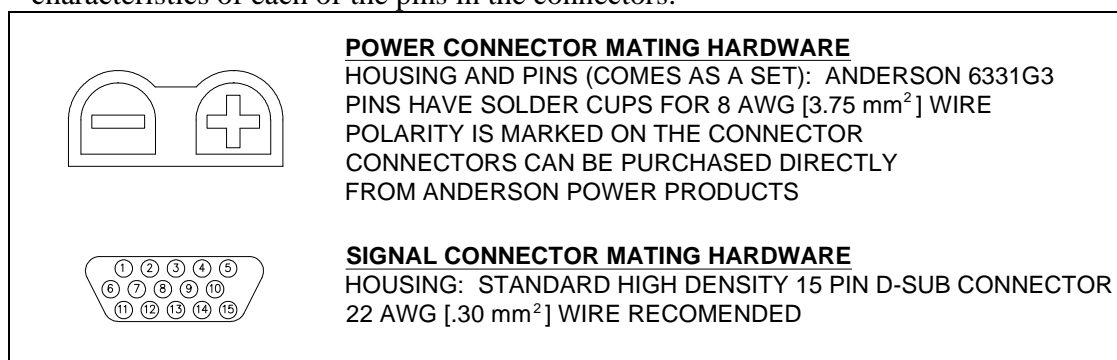 characteristics of each of the pins in the connectors.
POWER CONNECTOR MATING HARDWARE
HOUSING AND PINS (COMES AS A SET): ANDERSON 6331G3
PINS HAVE SOLDER CUPS FOR 8 AWG [3.75 mm²] WIRE
POLARITY IS MARKED ON THE CONNECTOR
CONNECTORS CAN BE PURCHASED DIRECTLY
FROM ANDERSON POWER PRODUCTS
1 2 3 4 5
6 7 8 9 10
11 12 13 14 15
SIGNAL CONNECTOR MATING HARDWARE
HOUSING: STANDARD HIGH DENSITY 15 PIN D-SUB CONNECTOR
22 AWG [.30 mm²] WIRE RECOMENDED